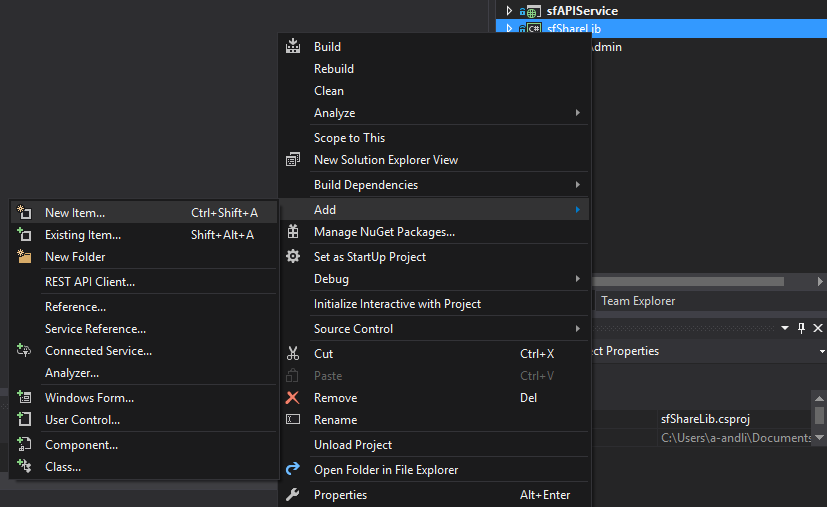 sfAPIService
sfShareLib
Admin
Build
Rebuild
Clean
Analyze
Scope to This
New Solution Explorer View
Build Dependencies
Add
Manage NuGet Packages...
Set as StartUp Project
Debug
Initialize Interactive with Project
Source Control
Cut Ctrl+X
Paste Ctrl+V
Remove Del
Rename
Unload Project
Open Folder in File Explorer
Properties Alt+Enter
New Item... Ctrl+Shift+A
Existing Item... Shift+Alt+A
New Folder
REST API Client...
Reference...
Service Reference...
Connected Service...
Analyzer...
Windows Form...
User Control...
Component...
Class...
Team Explorer
ect Properties
sfShareLib.csproj
C:\Users\a-andli\Documents